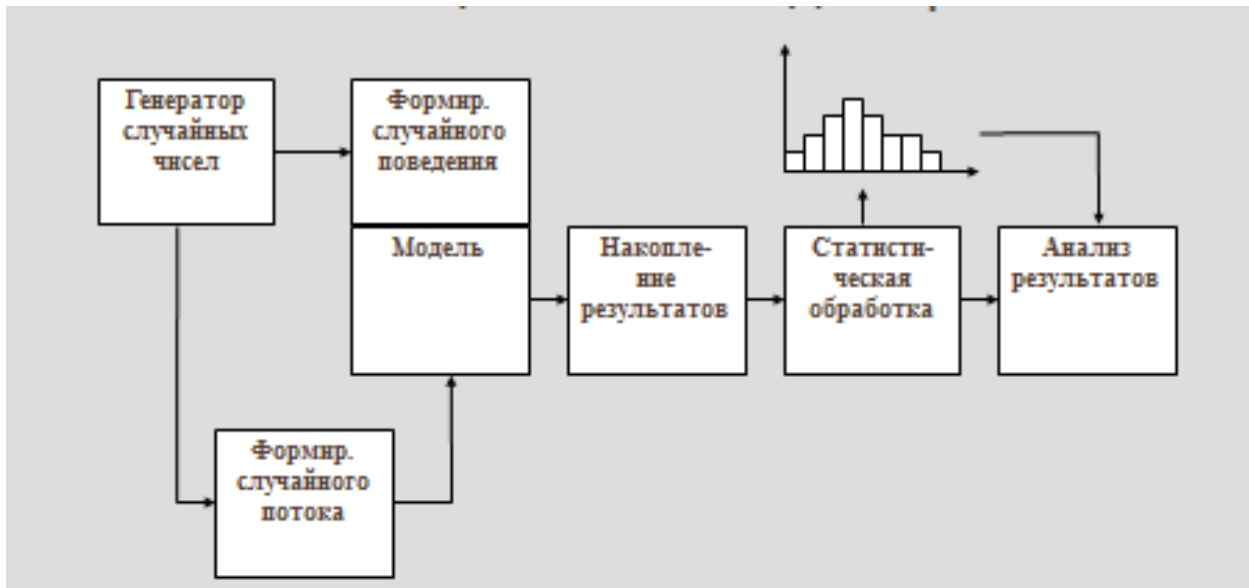 Генератор
случайных
чисел
Формир.
случайного
поведения
Модель
Накопле-
ние
результатов
Статисти-
ческая
обработка
Анализ
результатов
Формир.
случайного
потока